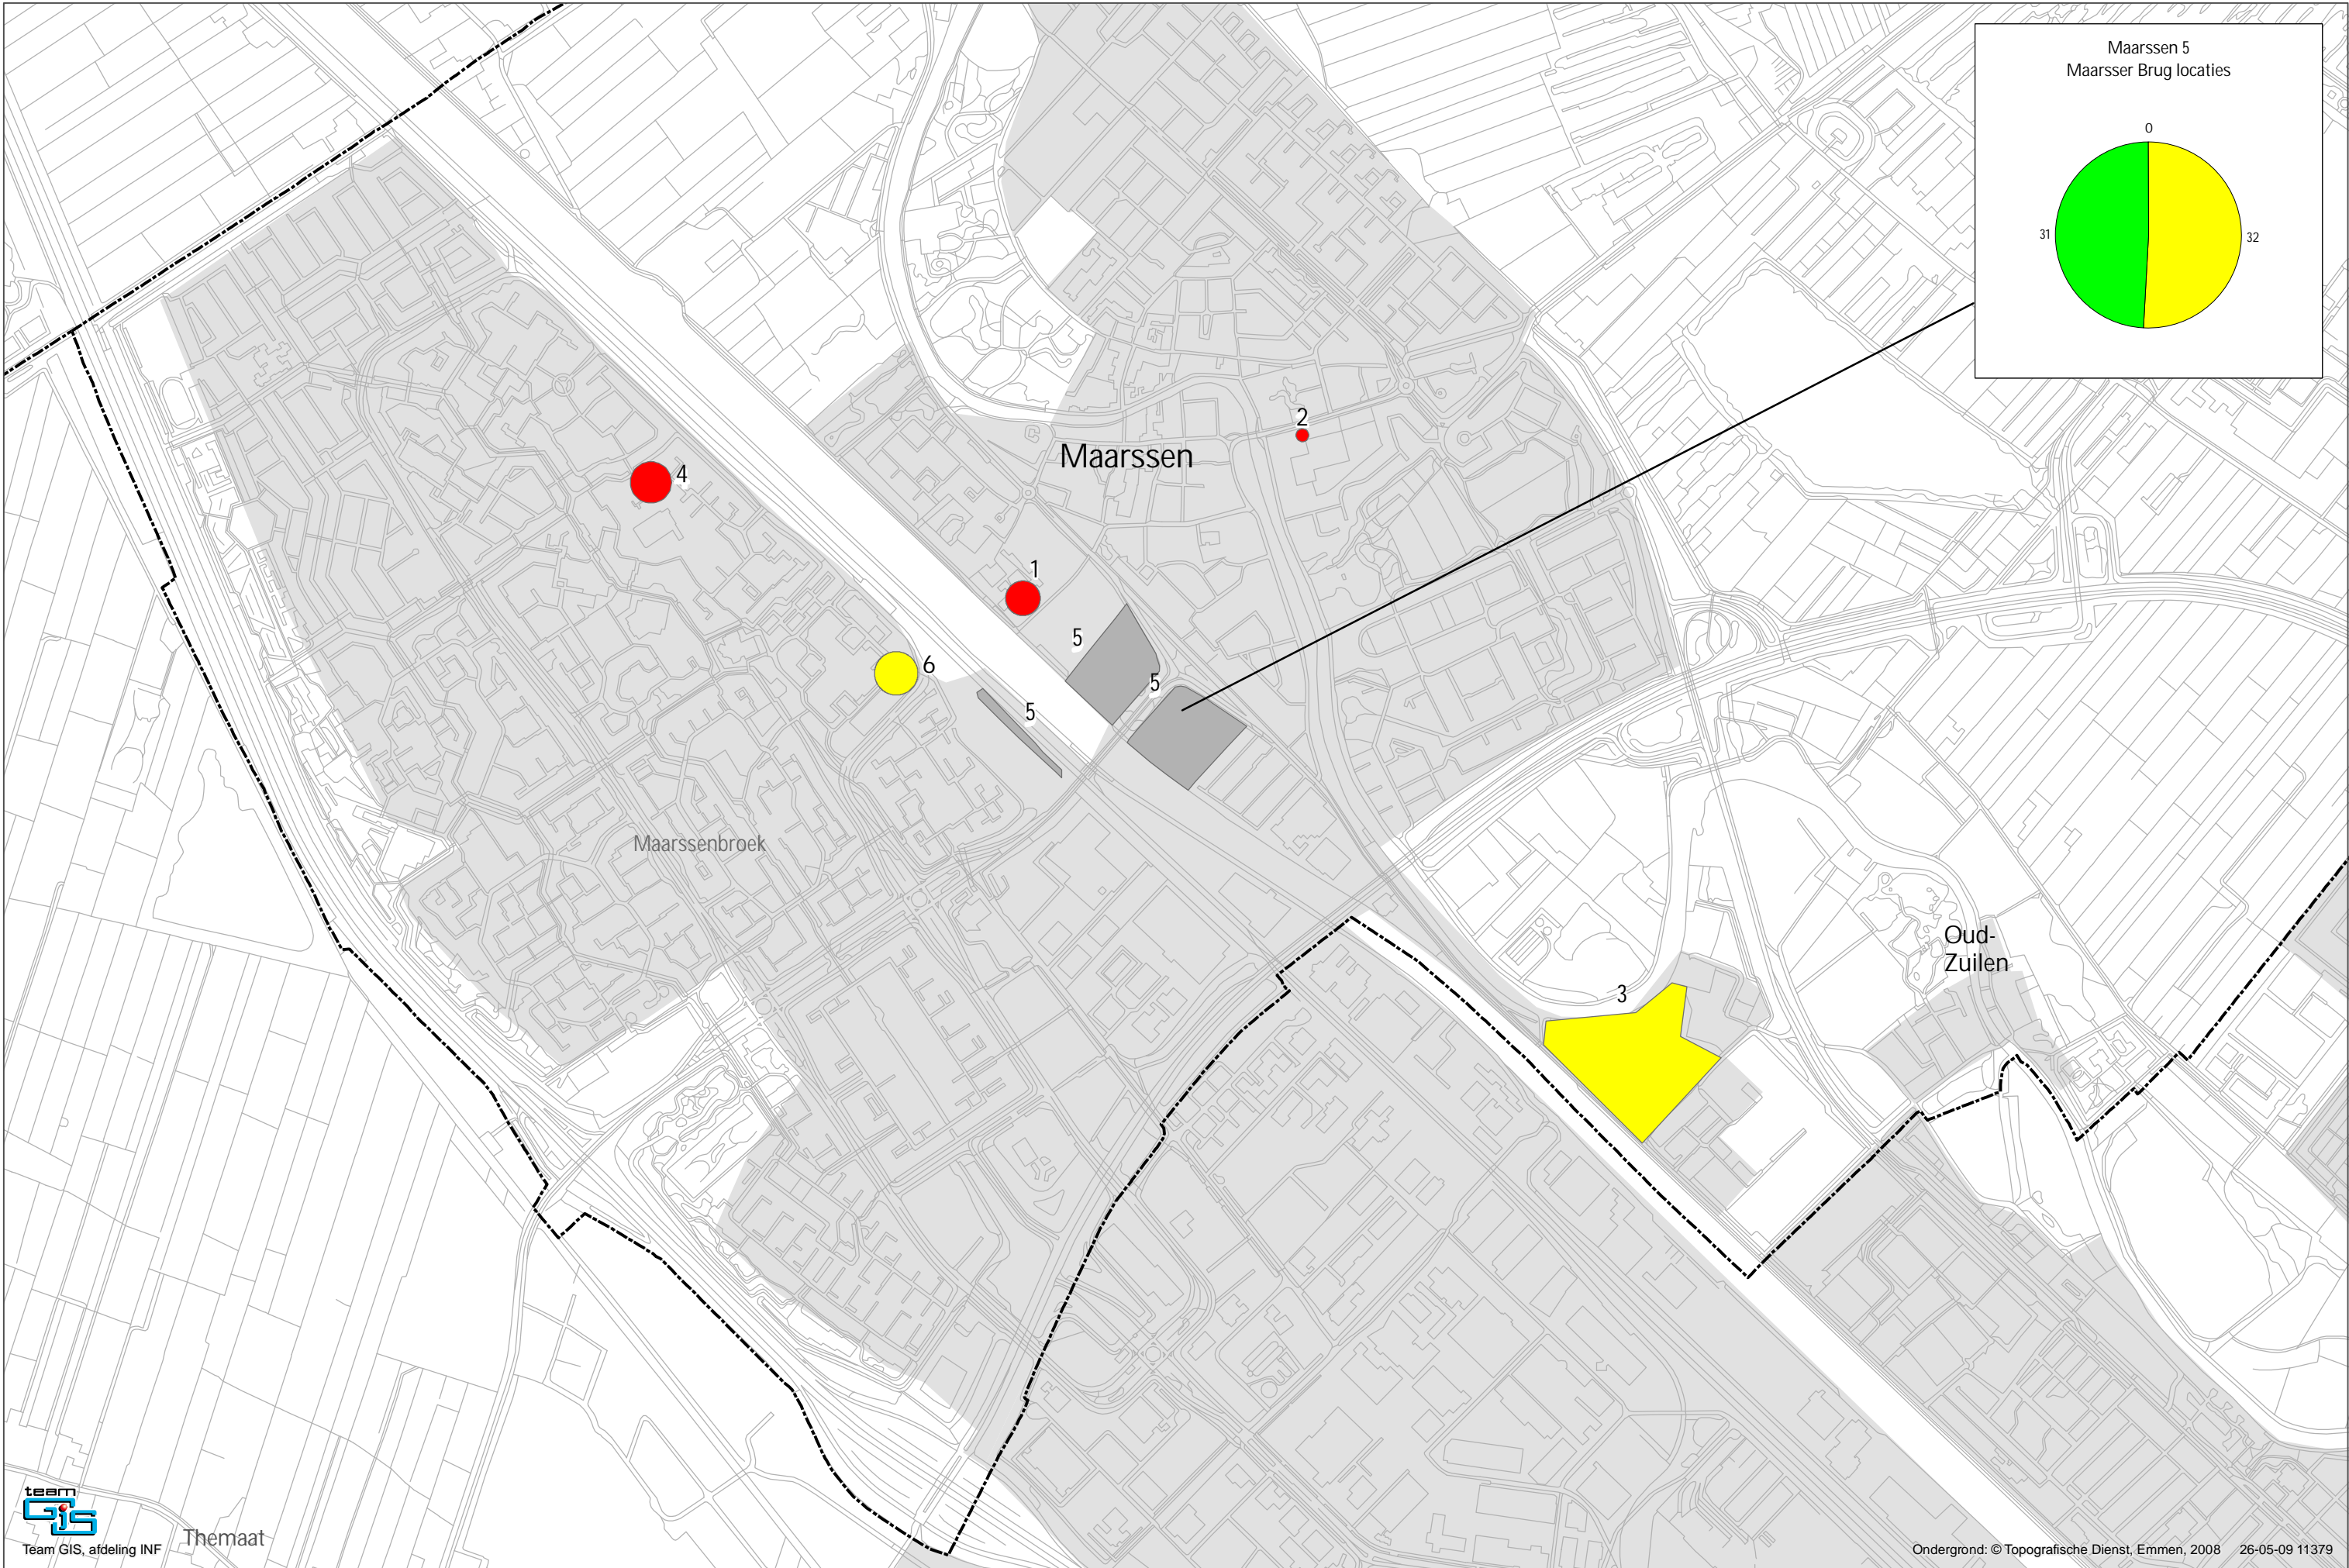 Maarssen 5
Maarsser Brug locaties
0
31
32
2
Maarssen
4
1
5
6
5
5
Maarssenbroek
Oud-
Zuilen
3
team
GIS
Team GIS, afdeling INF
Themaat
Ondergrond: © Topografische Dienst, Emmen, 2008 26-05-09 11379